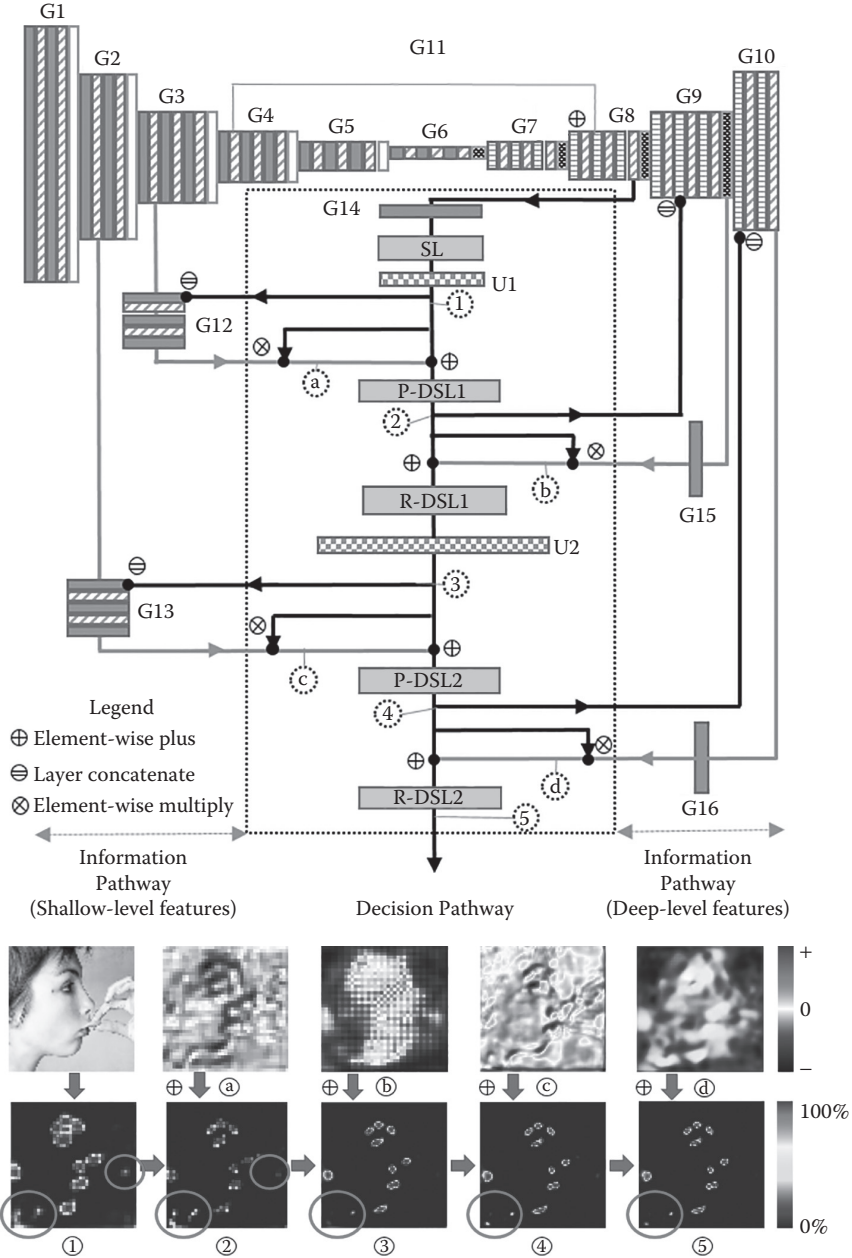 G1
G2
G3
G4
G5
G6
G7
G8
G9
G10
G11
⊕
G14
SL
U1
⊖
⊖
⊖
1
G12
⊗
a
⊕
P-DSL1
2
⊗
⊕
b
R-DSL1
G15
U2
⊖
3
G13
⊗
⊕
c
P-DSL2
4
⊗
⊕
d
R-DSL2
G16
5
Legend
⊕ Element-wise plus
⊖ Layer concatenate
⊗ Element-wise multiply
Information
Pathway
(Shallow-level features)
Decision Pathway
Information
Pathway
(Deep-level features)
+
0
–
⊕ ⓐ
⊕ ⓑ
⊕ ⓒ
⊕ ⓓ
100%
0%
①
②
③
④
⑤